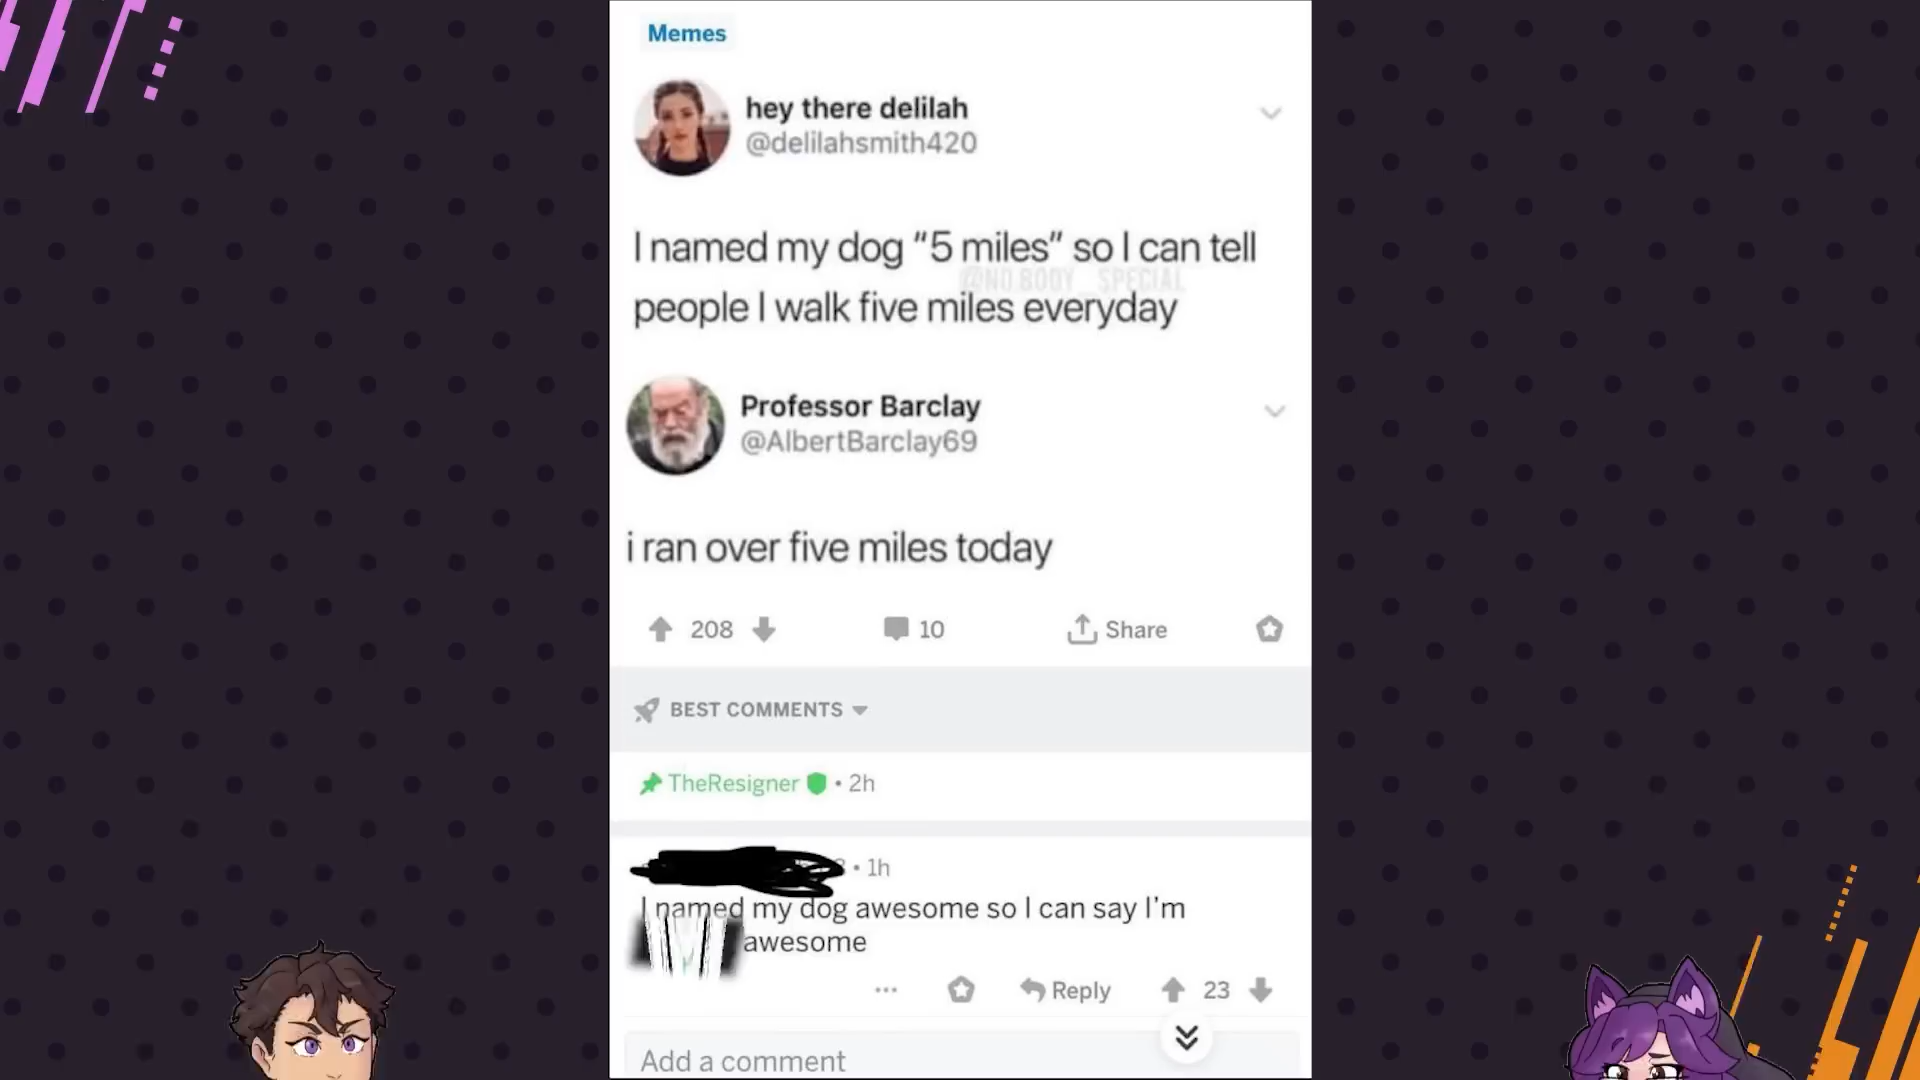 Memes
hey there delilah
@delilahsmith420
I named my dog “5 miles” so I can tell
@NO.BODY__SPECIAL
people I walk five miles everyday
Professor Barclay
@AlbertBarclay69
i ran over five miles today
208 10 Share
BEST COMMENTS
TheResigner • 2h
• 1h
I named my dog awesome so I can say I’m
awesome
... Reply 23
Add a comment